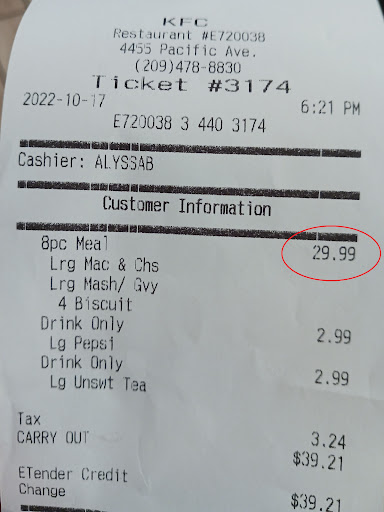 KFC
Restaurant #E720038
4455 Pacific Ave.
(209)478-8830
Ticket #3174
2022-10-17 6:21 PM
E720038 3 440 3174
Cashier: ALYSSAB
Customer Information
8pc Meal 29.99
Lrg Mac & Chs
Lrg Mash/ Gvy
4 Biscuit
Drink Only 2.99
Lg Pepsi
Drink Only 2.99
Lg Unswt Tea
Tax 3.24
CARRY OUT $39.21
ETender Credit $39.21
Change